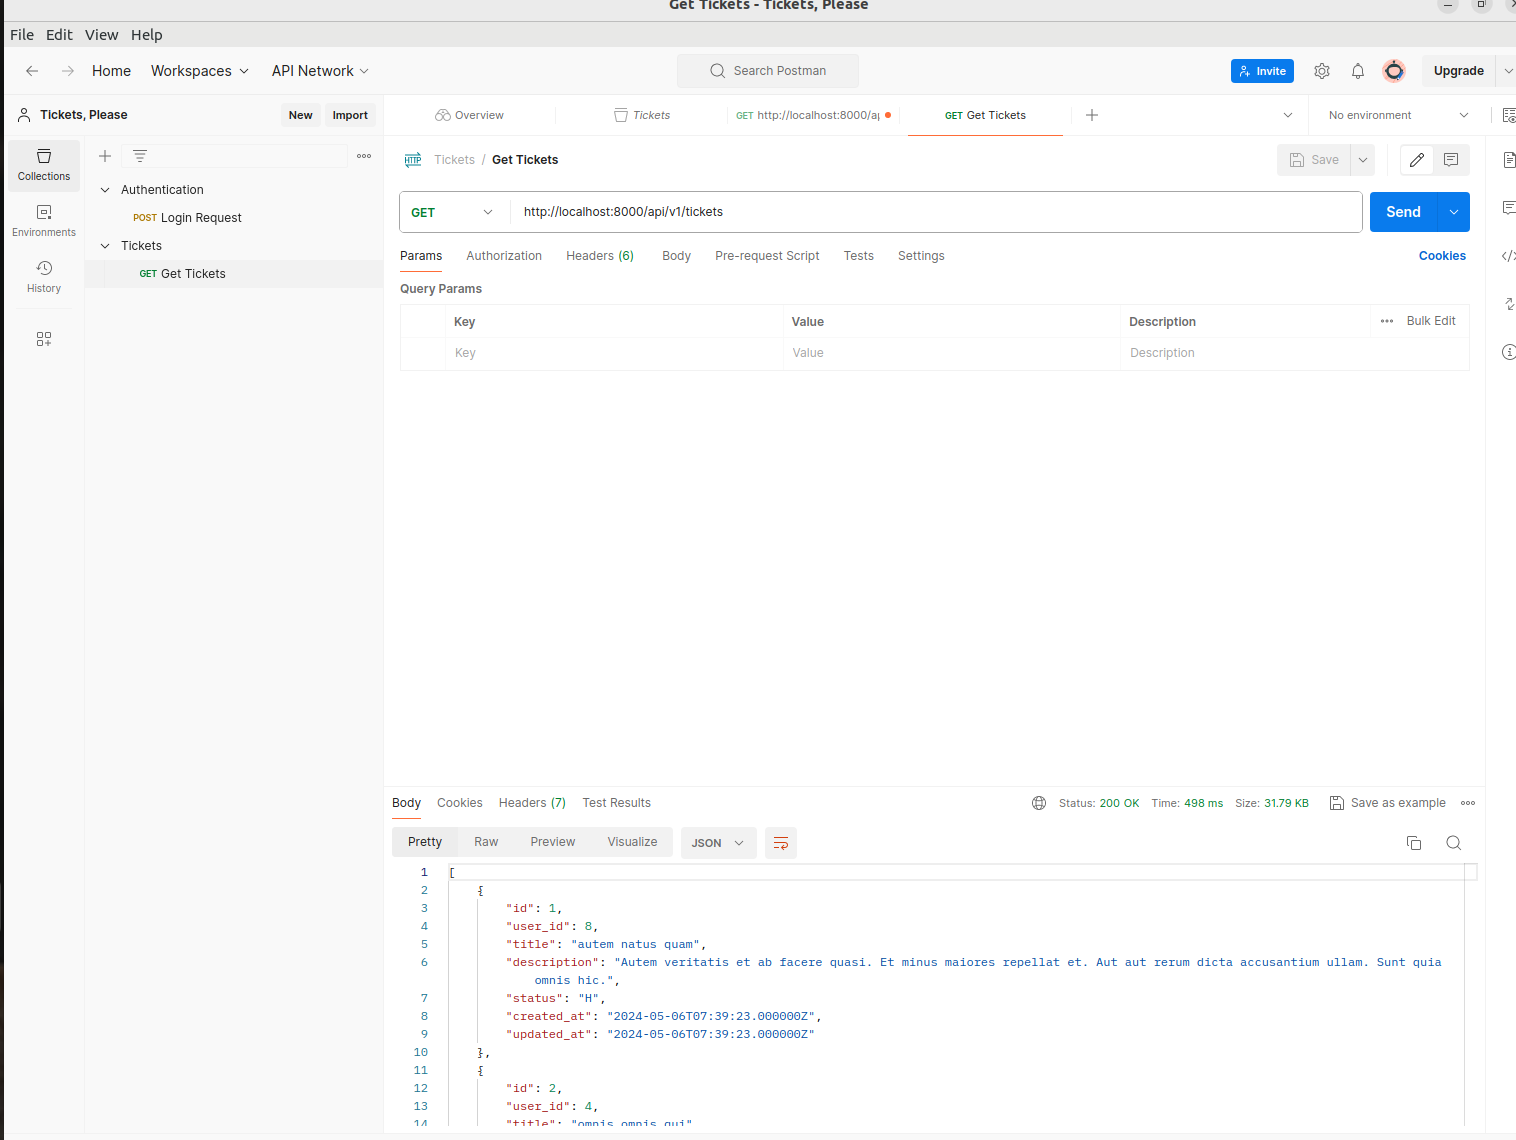 Get Tickets - Tickets, Please
File Edit View Help
Home Workspaces API Network Search Postman Invite Upgrade
Tickets, Please New Import Overview Tickets GET http://localhost:8000/ap GET Get Tickets No environment
Tickets / Get Tickets Save
Collections
Environments
History
Authentication
POST Login Request
Tickets
GET Get Tickets
GET http://localhost:8000/api/v1/tickets Send
Params Authorization Headers (6) Body Pre-request Script Tests Settings Cookies
Query Params
Key Value Description Bulk Edit
Key Value Description
Body Cookies Headers (7) Test Results Status: 200 OK Time: 498 ms Size: 31.79 KB Save as example
Pretty Raw Preview Visualize JSON
1 [
2 {
3 "id": 1,
4 "user_id": 8,
5 "title": "autem natus quam",
6 "description": "Autem veritatis et ab facere quasi. Et minus maiores repellat et. Aut aut rerum dicta accusantium ullam. Sunt quia
omnis hic.",
7 "status": "H",
8 "created_at": "2024-05-06T07:39:23.000000Z",
9 "updated_at": "2024-05-06T07:39:23.000000Z"
10 },
11 {
12 "id": 2,
13 "user_id": 4,
14 "title": "omnis omnis qui"